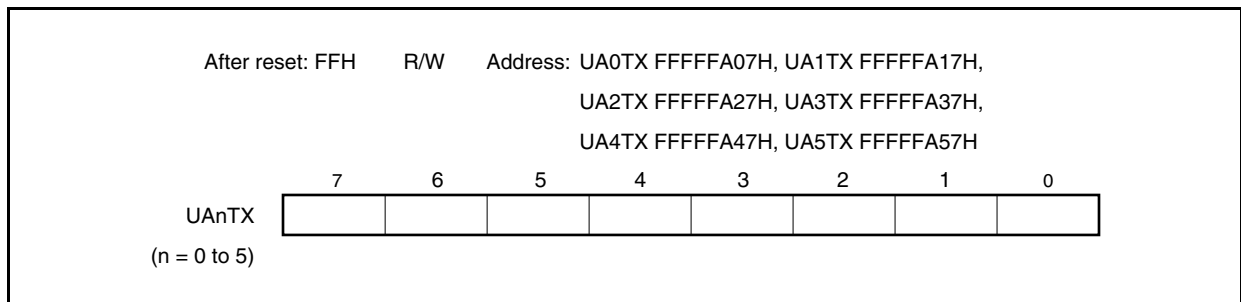 After reset: FFH R/W Address: UA0TX FFFFFA07H, UA1TX FFFFFA17H,
UA2TX FFFFFA27H, UA3TX FFFFFA37H,
UA4TX FFFFFA47H, UA5TX FFFFFA57H
7 6 5 4 3 2 1 0
UAnTX
(n = 0 to 5)